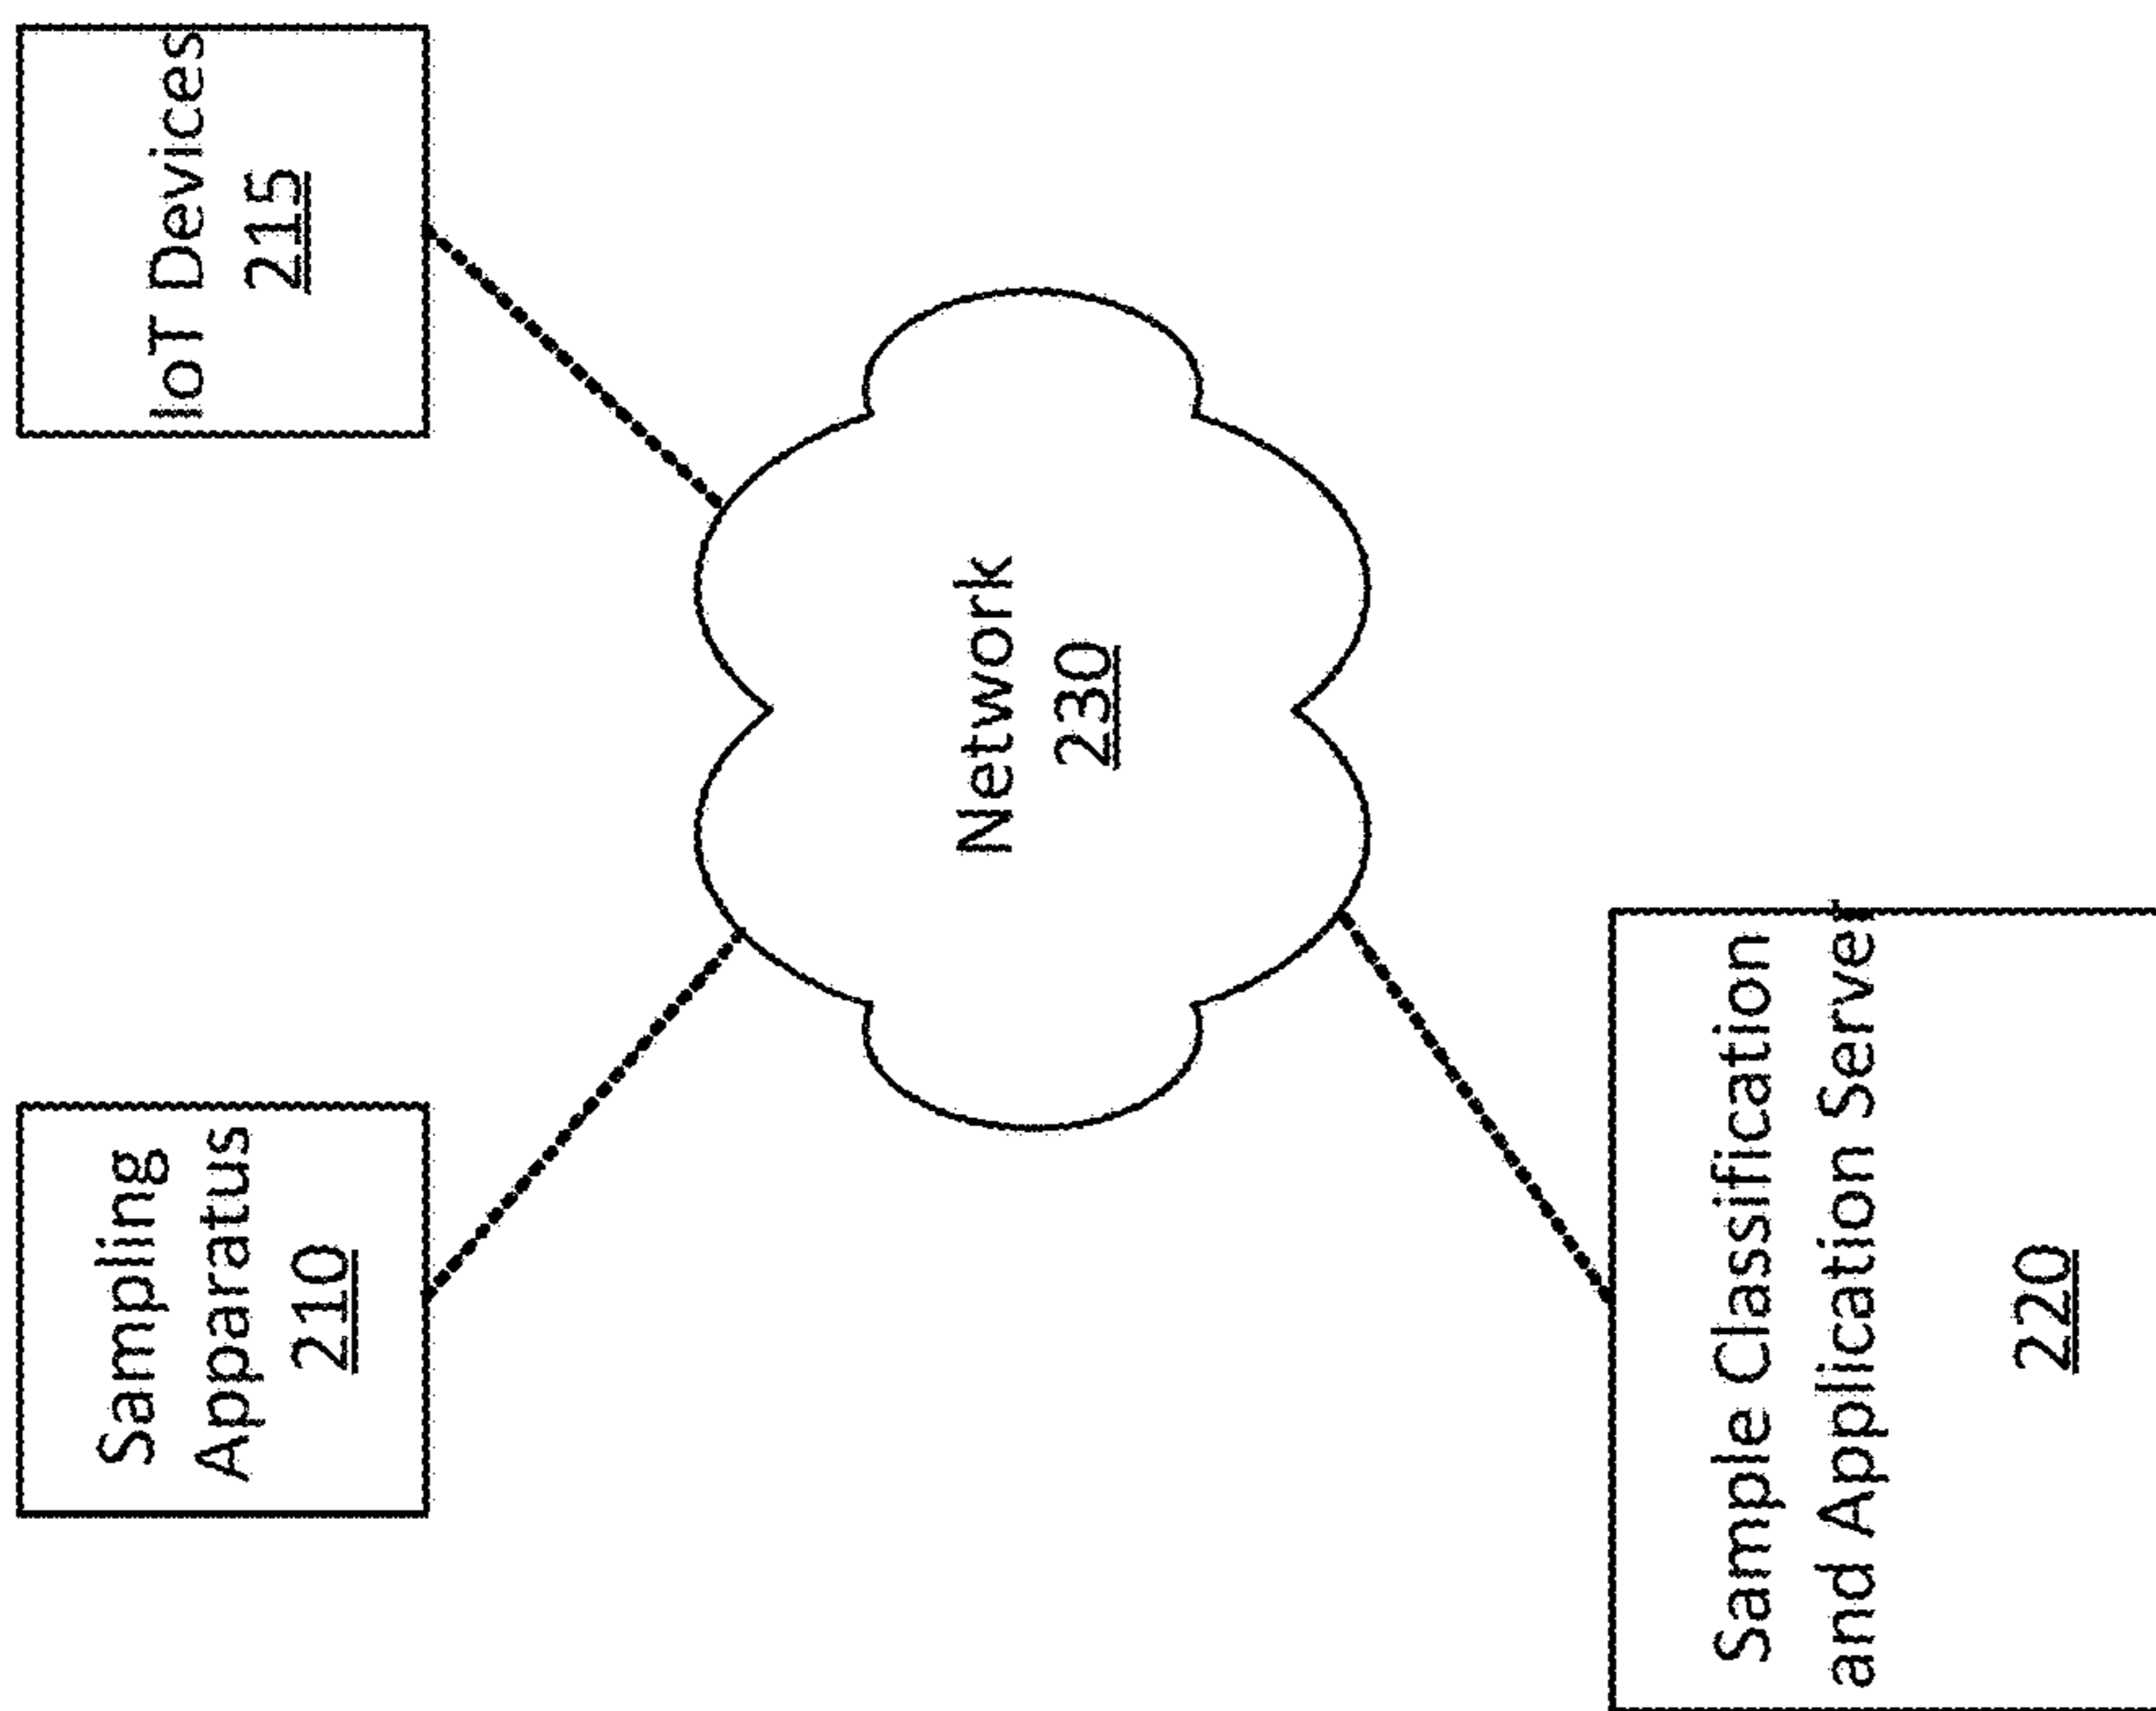 Sampling
Apparatus
210
IoT Devices
215
Network
230
Sample Classification
and Application Server
220